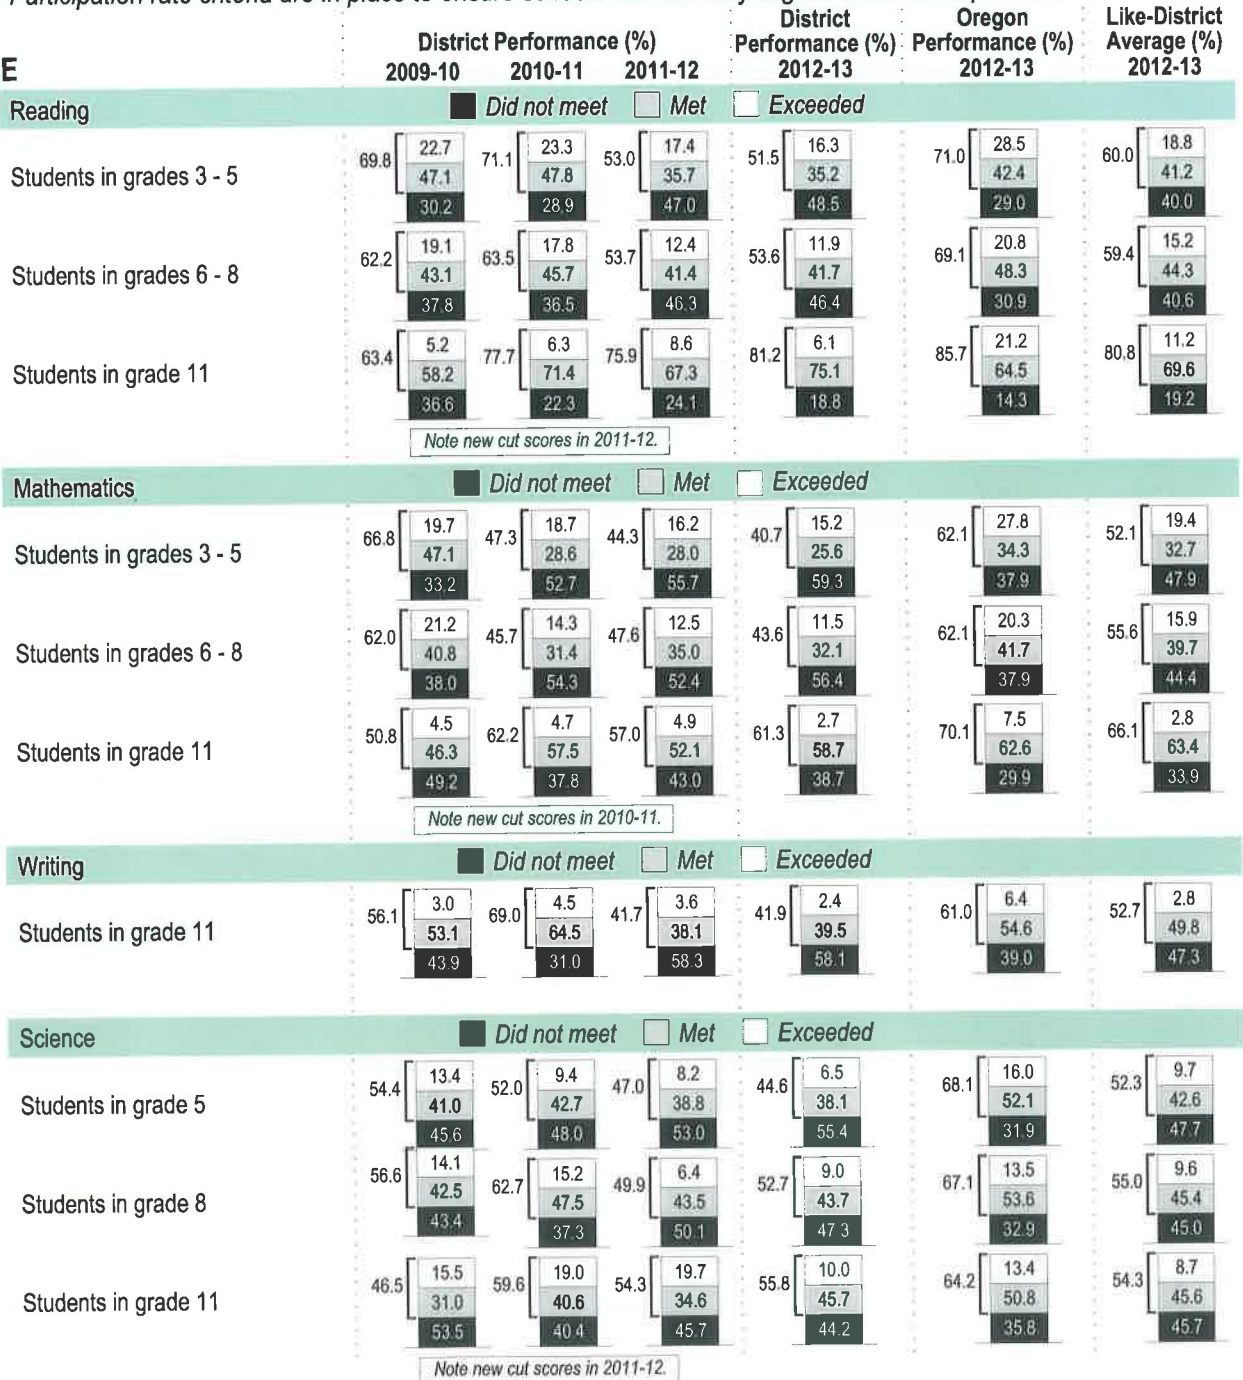 District Oregon Like-District
District Performance (%) Performance (%) Performance (%) Average (%)
E 2009-10 2010-11 2011-12 2012-13 2012-13 2012-13
Reading Did not meet Met Exceeded
22.7 23.3 17.4 16.3 28.5 18.8
Students in grades 3 - 5 69.8 47.1 71.1 47.8 53.0 35.7 51.5 35.2 71.0 42.4 60.0 41.2
30.2 28.9 47.0 48.5 29.0 40.0
19.1 17.8 12.4 11.9 20.8 15.2
Students in grades 6 - 8 62.2 43.1 63.5 45.7 53.7 41.4 53.6 41.7 69.1 48.3 59.4 44.3
37.8 36.5 46.3 46.4 30.9 40.6
5.2 6.3 8.6 6.1 21.2 11.2
Students in grade 11 63.4 58.2 77.7 71.4 75.9 67.3 81.2 75.1 85.7 64.5 80.8 69.6
36.6 22.3 24.1 18.8 14.3 19.2
Note new cut scores in 2011-12.
Mathematics Did not meet Met Exceeded
19.7 18.7 16.2 15.2 27.8 19.4
Students in grades 3 - 5 66.8 47.1 47.3 28.6 44.3 28.0 40.7 25.6 62.1 34.3 52.1 32.7
33.2 52.7 55.7 59.3 37.9 47.9
21.2 14.3 12.5 11.5 20.3 15.9
Students in grades 6 - 8 62.0 40.8 45.7 31.4 47.6 35.0 43.6 32.1 62.1 41.7 55.6 39.7
38.0 54.3 52.4 56.4 37.9 44.4
4.5 4.7 4.9 2.7 7.5 2.8
Students in grade 11 50.8 46.3 62.2 57.5 57.0 52.1 61.3 58.7 70.1 62.6 66.1 63.4
49.2 37.8 43.0 38.7 29.9 33.9
Note new cut scores in 2010-11.
Writing Did not meet Met Exceeded
3.0 4.5 3.6 2.4 6.4 2.8
Students in grade 11 56.1 53.1 69.0 64.5 41.7 38.1 41.9 39.5 61.0 54.6 52.7 49.8
43.9 31.0 58.3 58.1 39.0 47.3
Science Did not meet Met Exceeded
13.4 9.4 8.2 6.5 16.0 9.7
Students in grade 5 54.4 41.0 52.0 42.7 47.0 38.8 44.6 38.1 68.1 52.1 52.3 42.6
45.6 48.0 53.0 55.4 31.9 47.7
14.1 15.2 6.4 9.0 13.5 9.6
Students in grade 8 56.6 42.5 62.7 47.5 49.9 43.5 52.7 43.7 67.1 53.6 55.0 45.4
43.4 37.3 50.1 47.3 32.9 45.0
15.5 19.0 19.7 10.0 13.4 8.7
Students in grade 11 46.5 31.0 59.6 40.6 54.3 34.6 55.8 45.7 64.2 50.8 54.3 45.6
53.5 40.4 45.7 44.2 35.8 45.7
Note new cut scores in 2011-12.